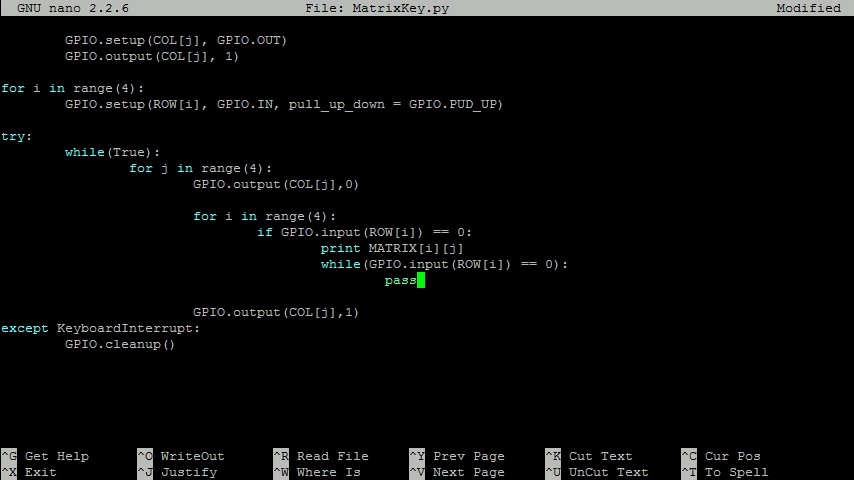 GNU nano 2.2.6 File: MatrixKey.py Modified
GPIO.setup(COL[j], GPIO.OUT)
GPIO.output(COL[j], 1)
for i in range(4):
GPIO.setup(ROW[i], GPIO.IN, pull_up_down = GPIO.PUD_UP)
try:
while(True):
for j in range(4):
GPIO.output(COL[j],0)
for i in range(4):
if GPIO.input(ROW[i]) == 0:
print MATRIX[i][j]
while(GPIO.input(ROW[i]) == 0):
pass
GPIO.output(COL[j],1)
except KeyboardInterrupt:
GPIO.cleanup()
^G Get Help ^O WriteOut ^R Read File ^Y Prev Page ^K Cut Text ^C Cur Pos
^X Exit ^J Justify ^W Where Is ^V Next Page ^U UnCut Text ^T To Spell